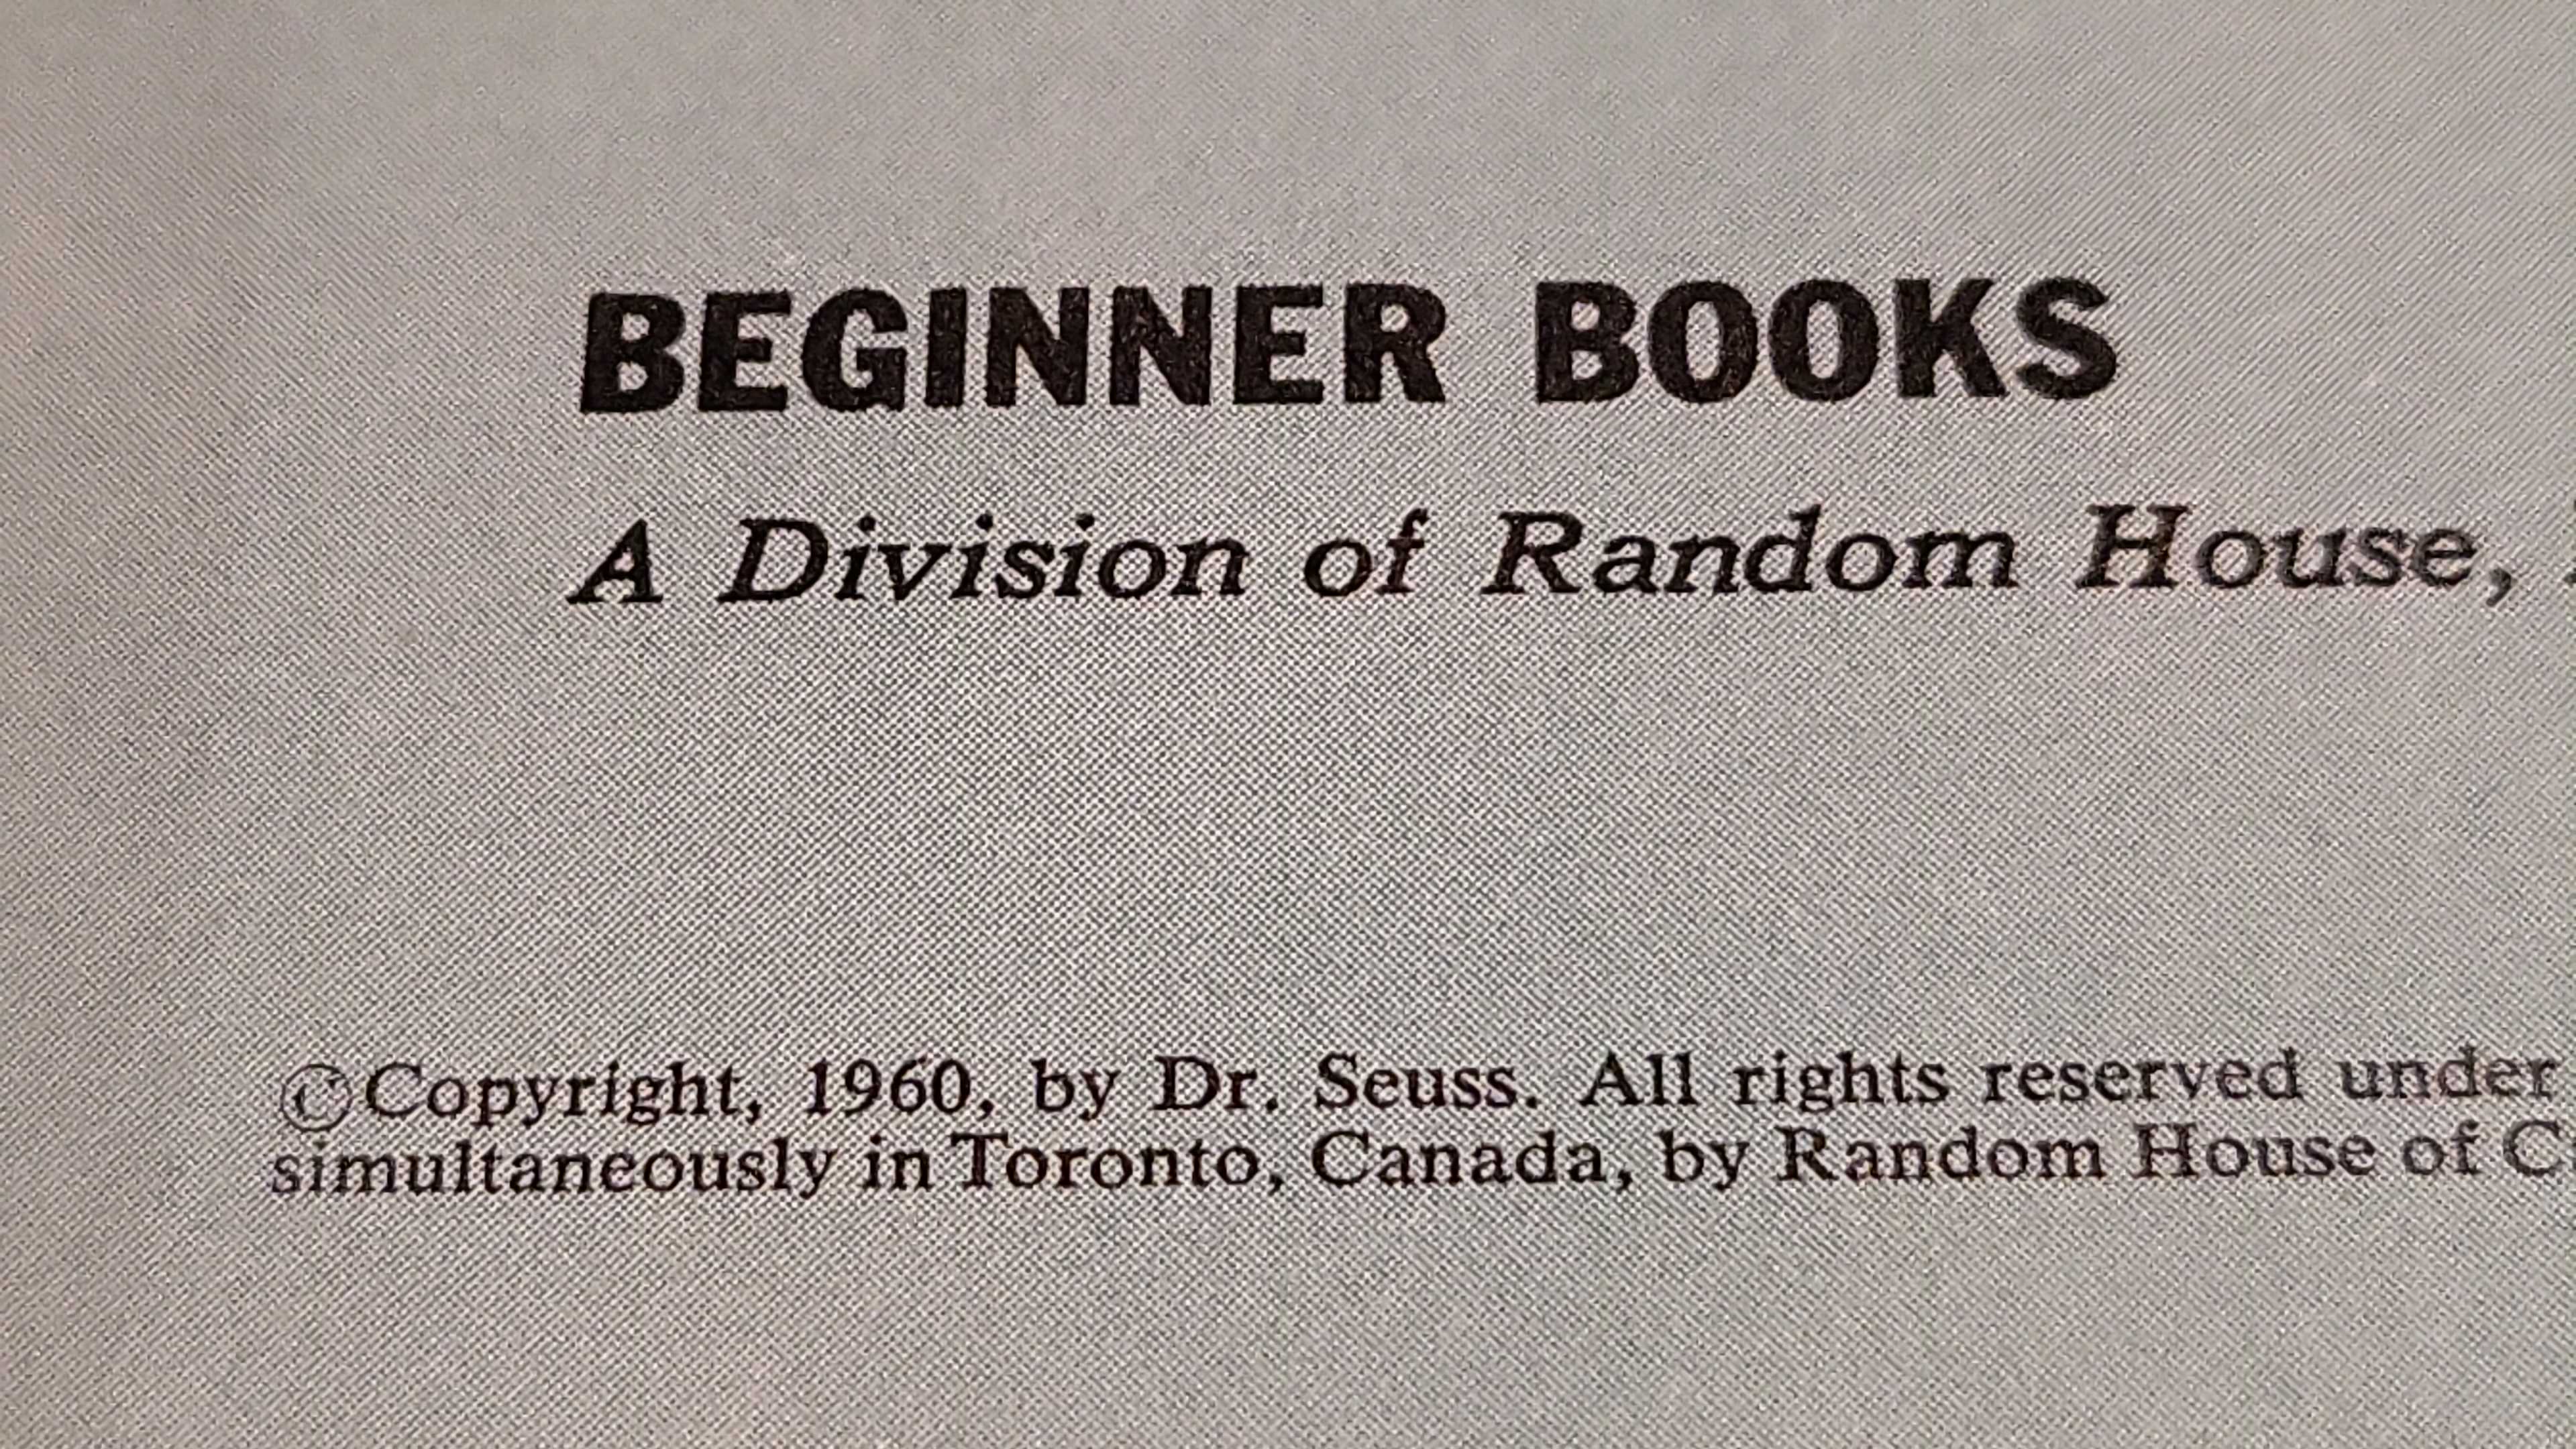 BEGINNER BOOKS
A Division of Random House,
©Copyright, 1960, by Dr. Seuss. All rights reserved under
simultaneously in Toronto, Canada, by Random House of